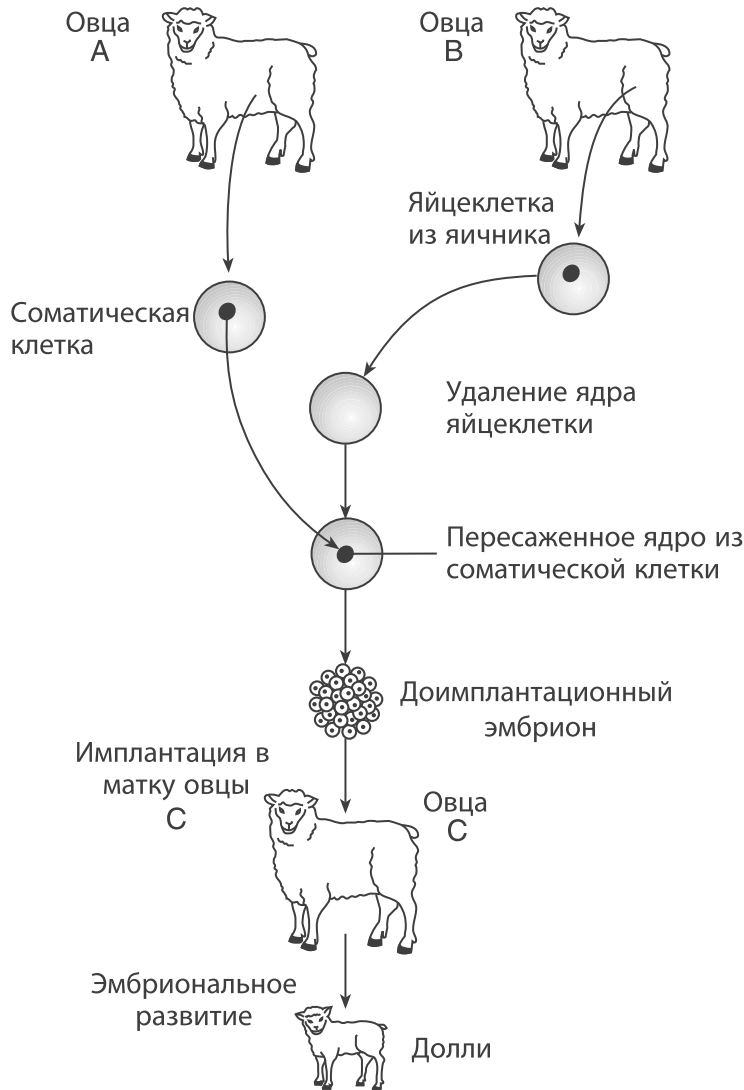 Овца
A
Овца
B
Яйцеклетка
из яичника
Соматическая
клетка
Удаление ядра
яйцеклетки
Пересаженное ядро из
соматической клетки
Доимплантационный
эмбрион
Имплантация в
матку овцы
C
Овца
C
Эмбриональное
развитие
Долли